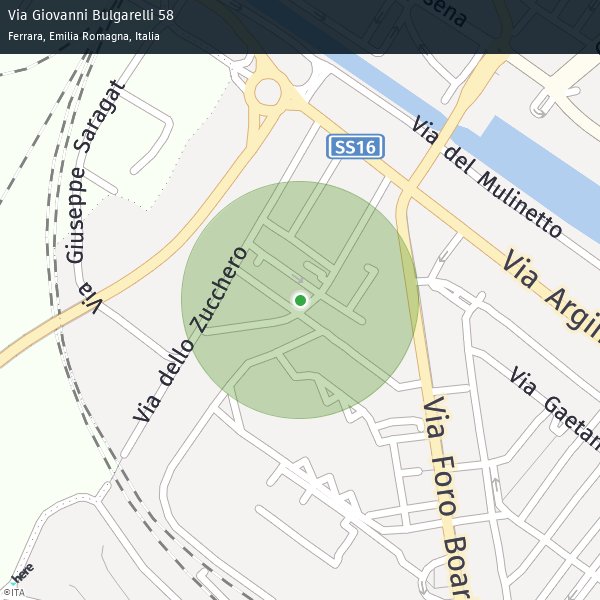 Via Giovanni Bulgarelli 58
Ferrara, Emilia Romagna, Italia
sena
Via Giuseppe Saragat
SS16
Via del Mulinetto
Via Argin
Via dello Zucchero
Via Gaetan
Via Foro Boar
here
©ITA